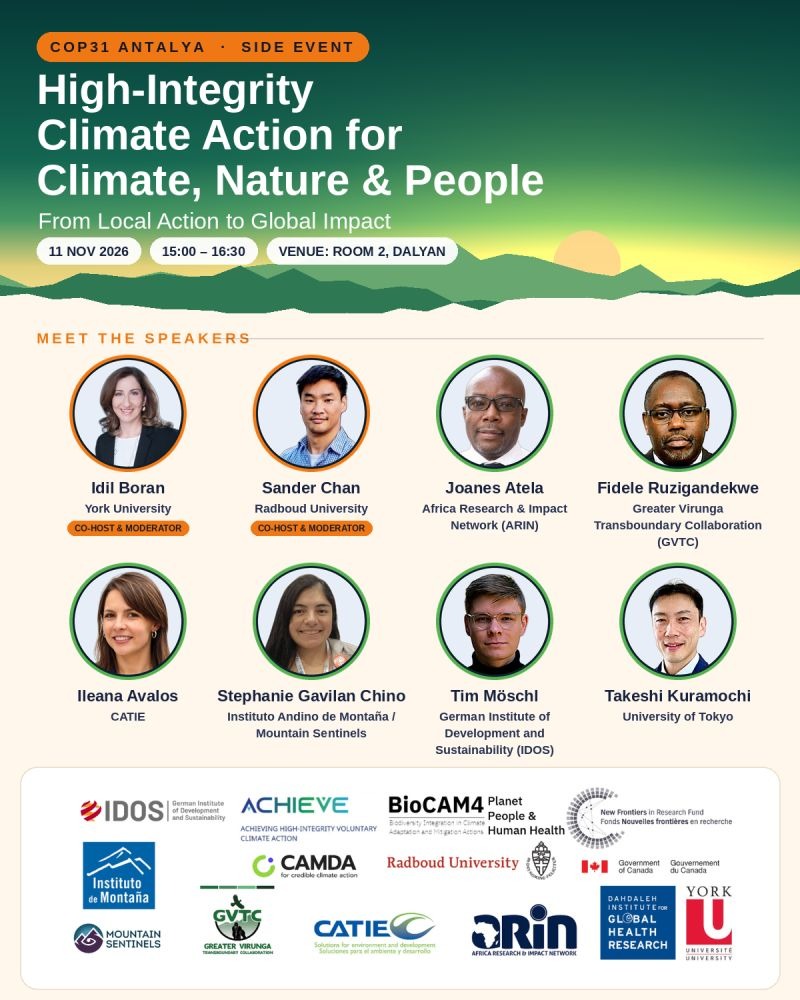 COP31 ANTALYA · SIDE EVENT
High-Integrity
Climate Action for
Climate, Nature & People
From Local Action to Global Impact
11 NOV 2026
15:00 – 16:30
VENUE: ROOM 2, DALYAN
MEET THE SPEAKERS
Idil Boran
York University
CO-HOST & MODERATOR
Sander Chan
Radboud University
CO-HOST & MODERATOR
Joanes Atela
Africa Research & Impact
Network (ARIN)
Fidele Ruzigandekwe
Greater Virunga
Transboundary Collaboration
(GVTC)
Ileana Avalos
CATIE
Stephanie Gavilan Chino
Instituto Andino de Montaña /
Mountain Sentinels
Tim Möschl
German Institute of
Development and
Sustainability (IDOS)
Takeshi Kuramochi
University of Tokyo
IDOS
German Institute
of Development
and Sustainability
ACHIEVE
ACHIEVING HIGH-INTEGRITY VOLUNTARY
CLIMATE ACTION
BioCAM4
Biodiversity Integration in Climate
Adaptation and Mitigation Actions
Planet
People &
Human Health
New Frontiers in Research Fund
Fonds Nouvelles frontières en recherche
Instituto
de Montaña
CAMDA
for credible climate action
Radboud University
Government
of Canada
Gouvernement
du Canada
MOUNTAIN
SENTINELS
GVTC
GREATER VIRUNGA
TRANSBOUNDARY COLLABORATION
CATIE
Solutions for environment and development
Soluciones para el ambiente y desarrollo
ARIN
AFRICA RESEARCH & IMPACT NETWORK
DAHDALEH
INSTITUTE FOR
GLOBAL
HEALTH
RESEARCH
YORK
U
UNIVERSITÉ
UNIVERSITY